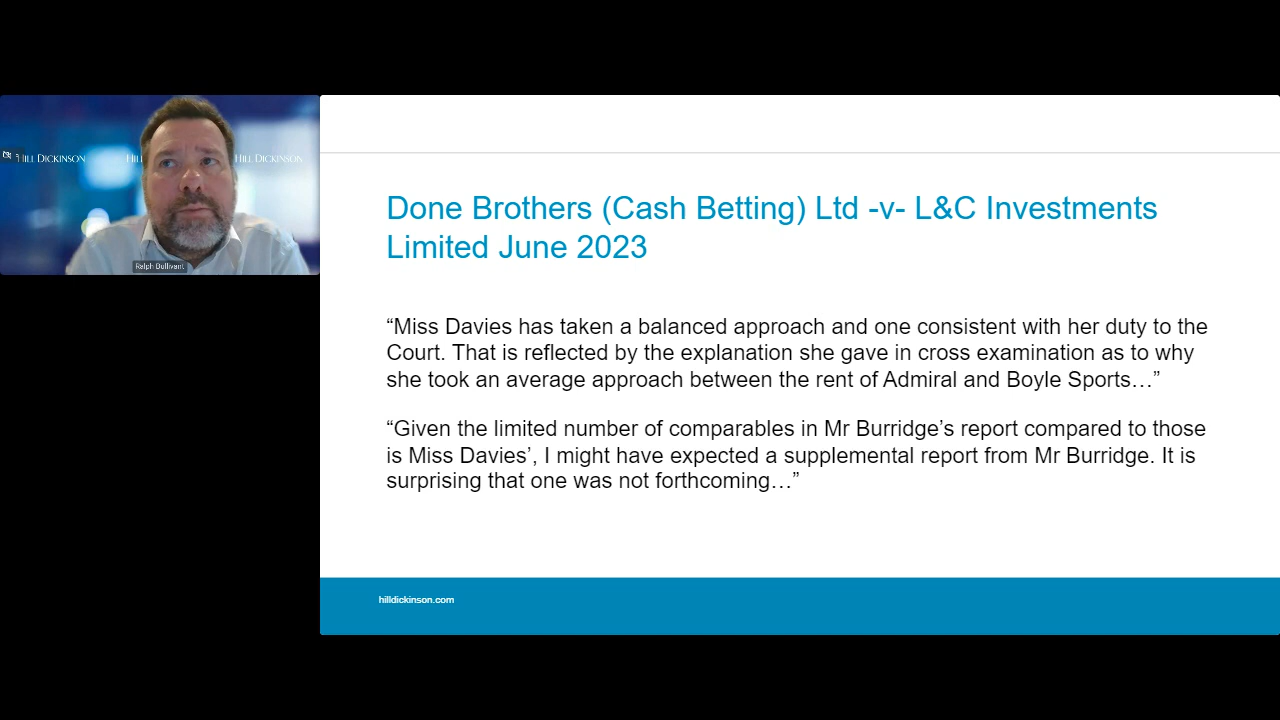 HILL DICKINSON
HILL
HILL DICKINSON
Ralph Bullivant
Done Brothers (Cash Betting) Ltd -v- L&C Investments
Limited June 2023
“Miss Davies has taken a balanced approach and one consistent with her duty to the
Court. That is reflected by the explanation she gave in cross examination as to why
she took an average approach between the rent of Admiral and Boyle Sports…”
“Given the limited number of comparables in Mr Burridge’s report compared to those
is Miss Davies’, I might have expected a supplemental report from Mr Burridge. It is
surprising that one was not forthcoming…”
hilldickinson.com